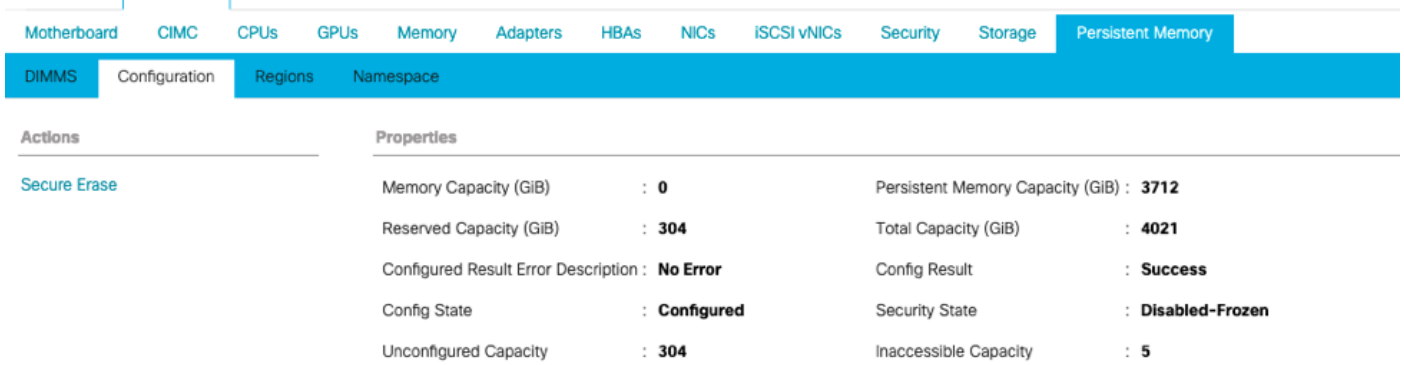 Motherboard CIMC CPUs GPUs Memory Adapters HBAs NICs iSCSI vNICs Security Storage Persistent Memory
DIMMS Configuration Regions Namespace
Actions Properties
Secure Erase Memory Capacity (GiB) : 0 Persistent Memory Capacity (GiB) : 3712
Reserved Capacity (GiB) : 304 Total Capacity (GiB) : 4021
Configured Result Error Description : No Error Config Result : Success
Config State : Configured Security State : Disabled-Frozen
Unconfigured Capacity : 304 Inaccessible Capacity : 5